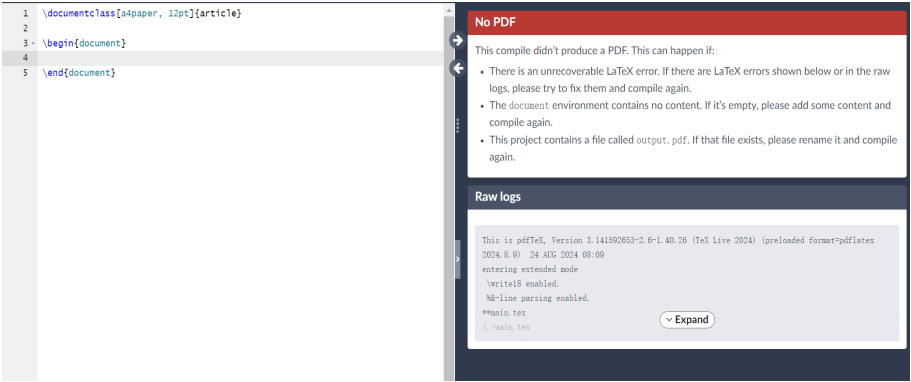 1 \documentclass[a4paper, 12pt]{article}
2
3 \begin{document}
4
5 \end{document}
No PDF
This compile didn't produce a PDF. This can happen if:
• There is an unrecoverable LaTeX error. If there are LaTeX errors shown below or in the raw
logs, please try to fix them and compile again.
• The document environment contains no content. If it's empty, please add some content and
compile again.
• This project contains a file called output.pdf. If that file exists, please rename it and compile
again.
Raw logs
This is pdfTeX, Version 3.141592653-2.6-1.40.26 (TeX Live 2024) (preloaded format=pdflatex
2024.8.9)  24 AUG 2024 08:09
entering extended mode
\write18 enabled.
%&-line parsing enabled.
**main.tex
(./main.tex
Expand